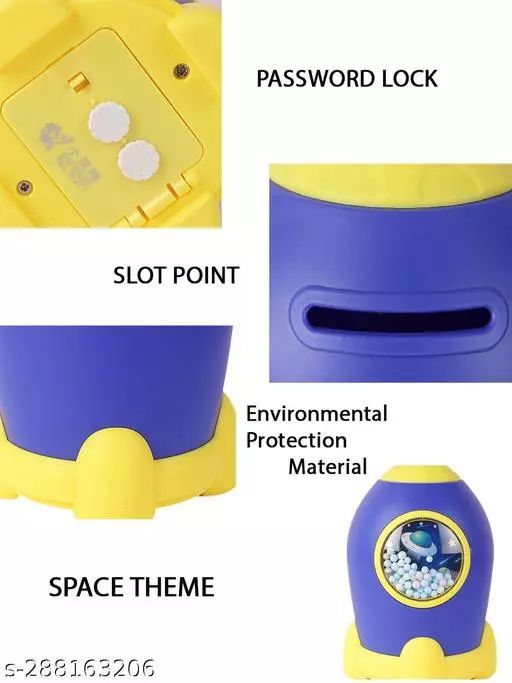 PASSWORD LOCK
SLOT POINT
Environmental
Protection
Material
SPACE THEME
s-288163206